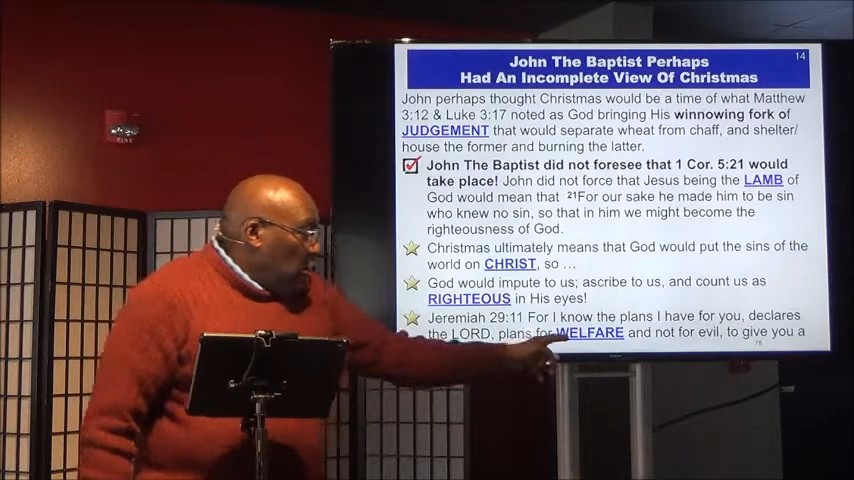 John The Baptist Perhaps
Had An Incomplete View Of Christmas
14
John perhaps thought Christmas would be a time of what Matthew
3:12 & Luke 3:17 noted as God bringing His winnowing fork of
JUDGEMENT that would separate wheat from chaff, and shelter/
house the former and burning the latter.
John The Baptist did not foresee that 1 Cor. 5:21 would
take place! John did not force that Jesus being the LAMB of
God would mean that 21For our sake he made him to be sin
who knew no sin, so that in him we might become the
righteousness of God.
Christmas ultimately means that God would put the sins of the
world on CHRIST, so ...
God would impute to us; ascribe to us, and count us as
RIGHTEOUS in His eyes!
Jeremiah 29:11 For I know the plans I have for you, declares
the LORD, plans for WELFARE and not for evil, to give you a
78
FIRE